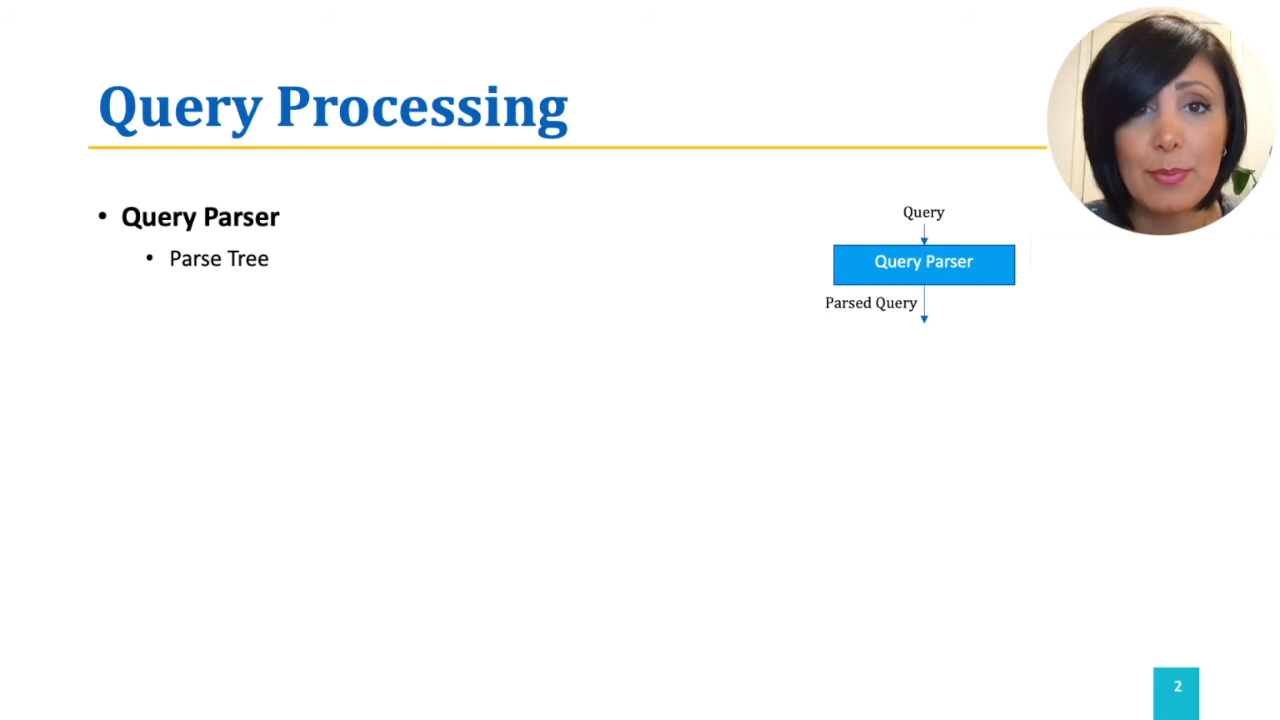 Query Processing
• Query Parser
• Parse Tree
Query
Query Parser
Parsed Query
2